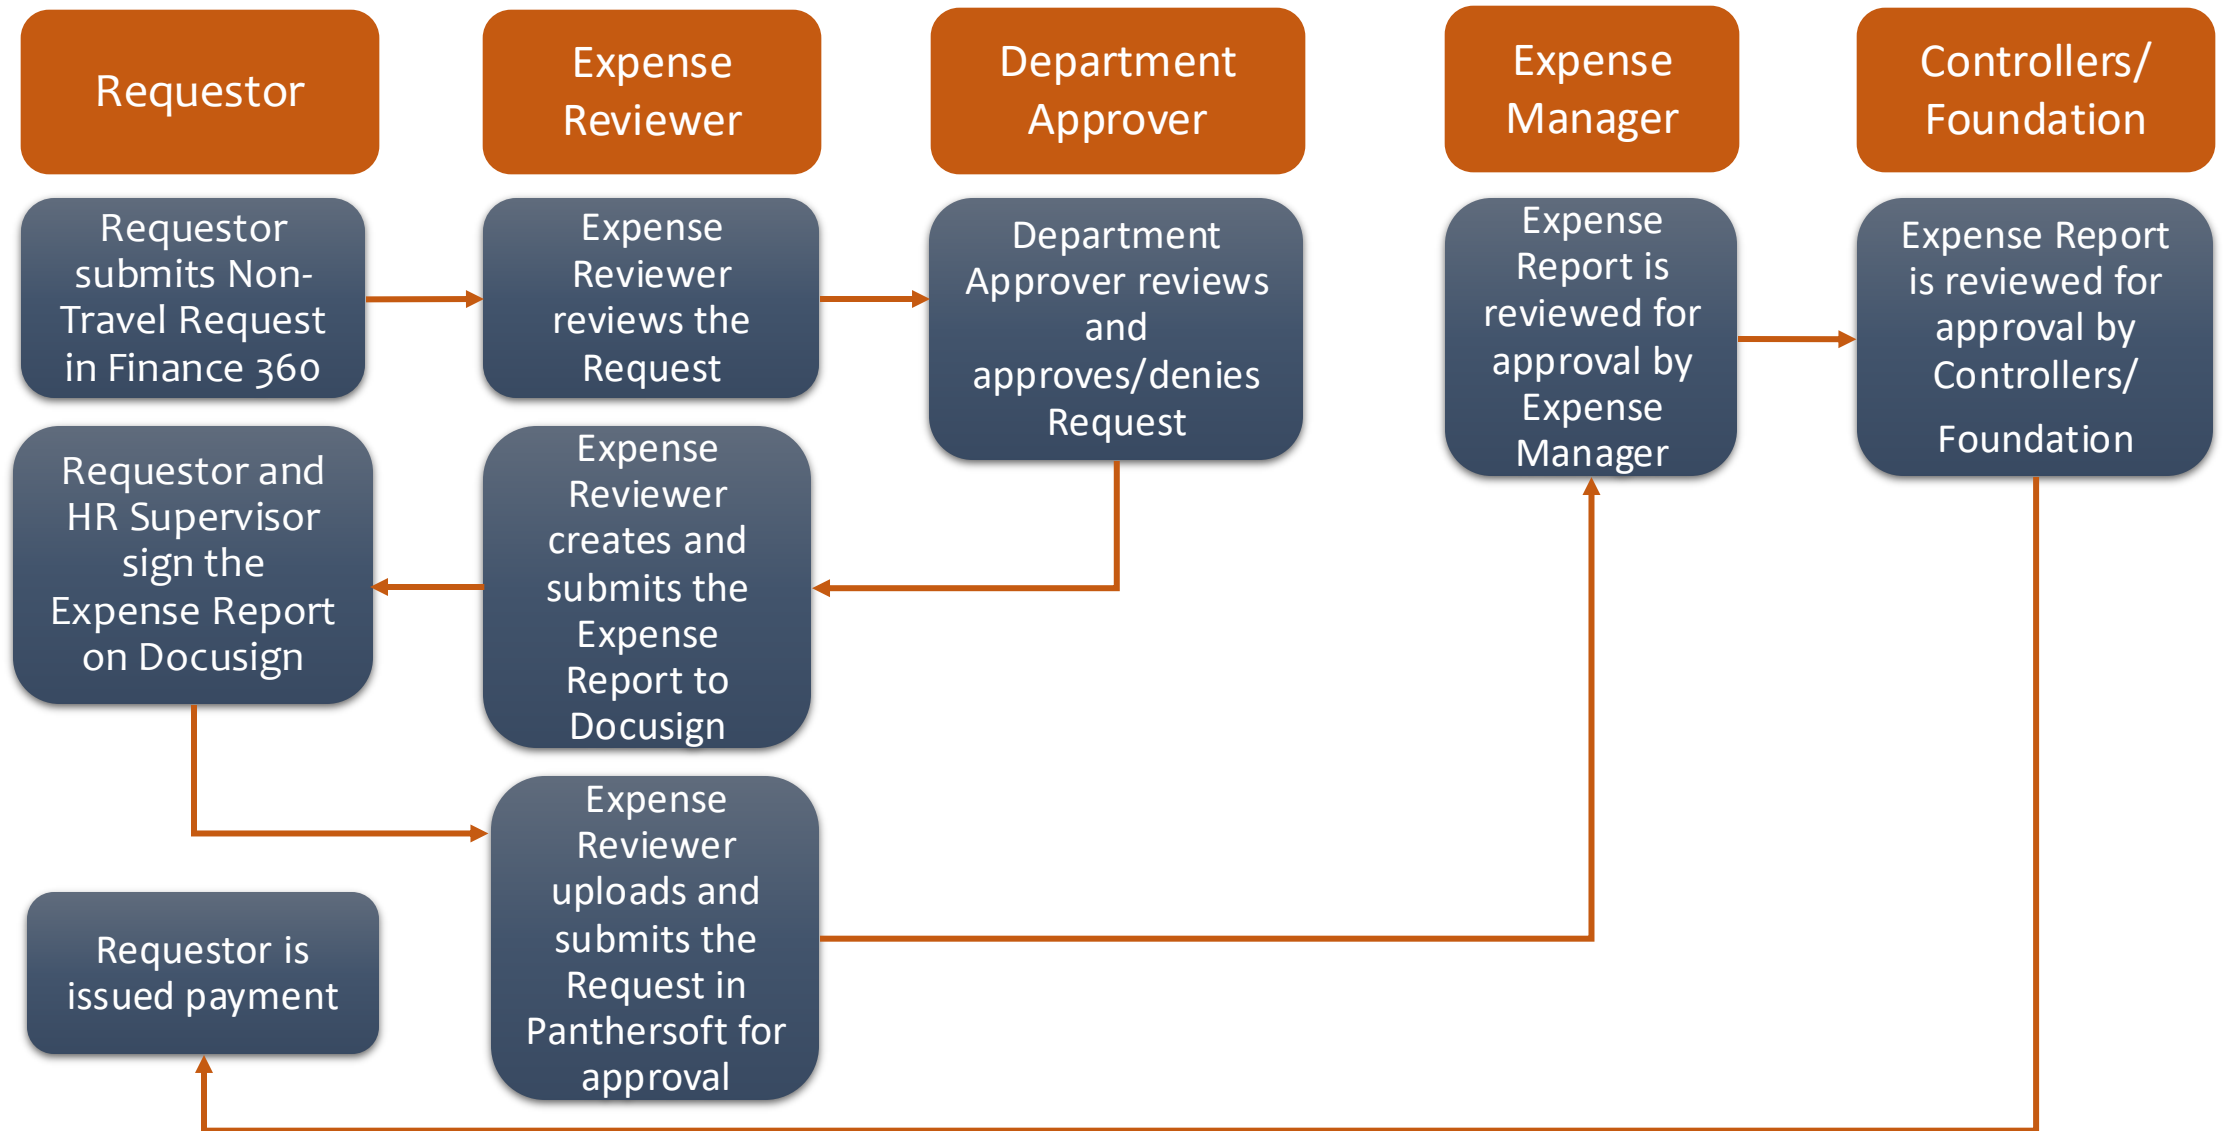 Requestor
Expense
Reviewer
Department
Approver
Expense
Manager
Controllers/
Foundation
Requestor
submits Non-
Travel Request
in Finance 360
Expense
Reviewer
reviews the
Request
Department
Approver reviews
and
approves/denies
Request
Expense
Report is
reviewed for
approval by
Expense
Manager
Expense Report
is reviewed for
approval by
Controllers/
Foundation
Requestor and
HR Supervisor
sign the
Expense Report
on Docusign
Expense
Reviewer
creates and
submits the
Expense
Report to
Docusign
Expense
Reviewer
uploads and
submits the
Request in
Panthersoft for
approval
Requestor is
issued payment